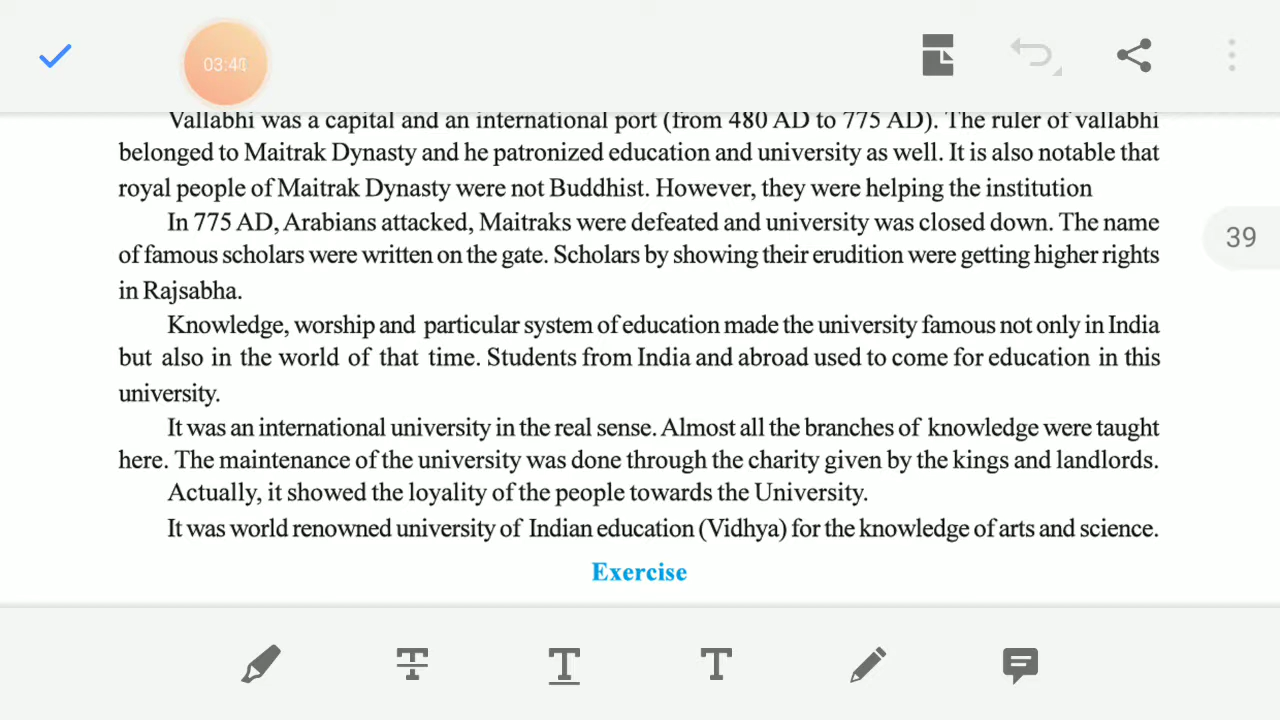 03:41
Vallabhi was a capital and an international port (from 480 AD to 775 AD). The ruler of vallabhi
belonged to Maitrak Dynasty and he patronized education and university as well. It is also notable that
royal people of Maitrak Dynasty were not Buddhist. However, they were helping the institution
In 775 AD, Arabians attacked, Maitraks were defeated and university was closed down. The name
of famous scholars were written on the gate. Scholars by showing their erudition were getting higher rights
in Rajsabha.
39
Knowledge, worship and particular system of education made the university famous not only in India
but also in the world of that time. Students from India and abroad used to come for education in this
university.
It was an international university in the real sense. Almost all the branches of knowledge were taught
here. The maintenance of the university was done through the charity given by the kings and landlords.
Actually, it showed the loyality of the people towards the University.
It was world renowned university of Indian education (Vidhya) for the knowledge of arts and science.
Exercise